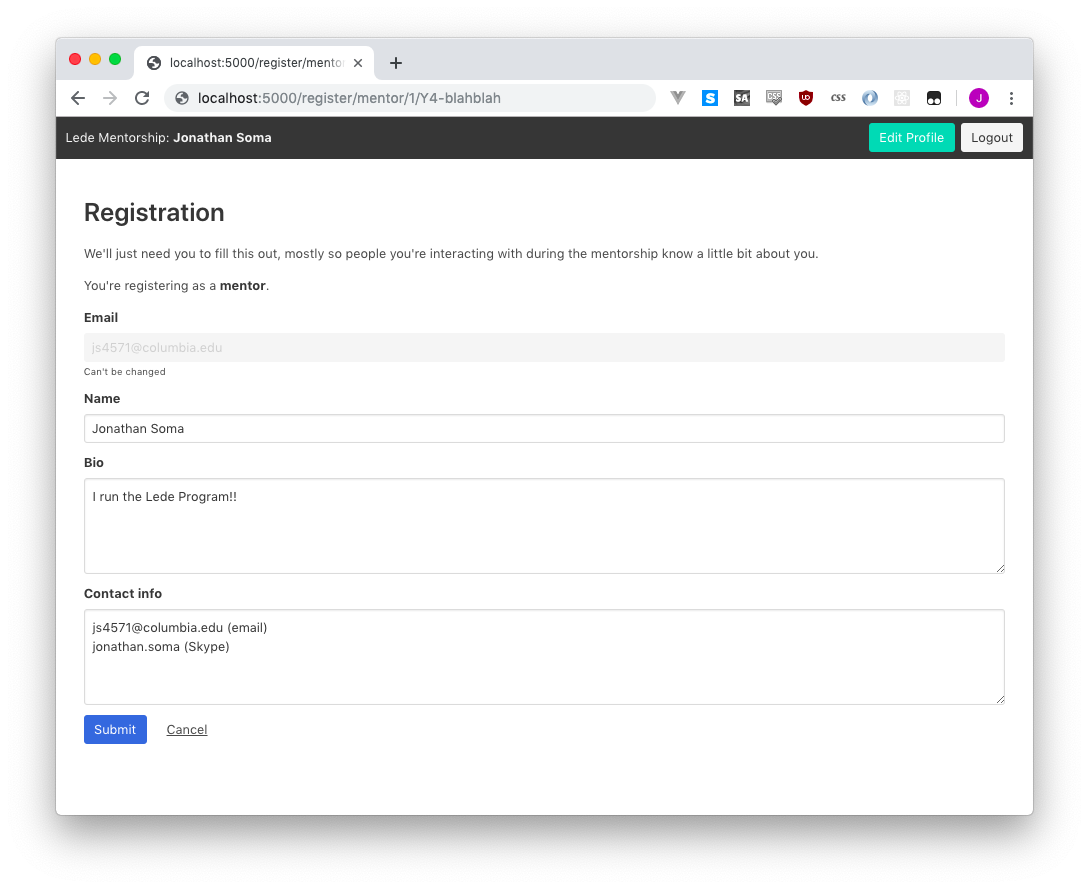 localhost:5000/register/mento
localhost:5000/register/mentor/1/Y4-blahblah
S
SA
CSF
UD
css
J
Lede Mentorship: Jonathan Soma
Edit Profile
Logout
Registration
We'll just need you to fill this out, mostly so people you're interacting with during the mentorship know a little bit about you.
You're registering as a mentor.
Email
js4571@columbia.edu
Can't be changed
Name
Jonathan Soma
Bio
I run the Lede Program!!
Contact info
js4571@columbia.edu (email)
jonathan.soma (Skype)
Submit
Cancel